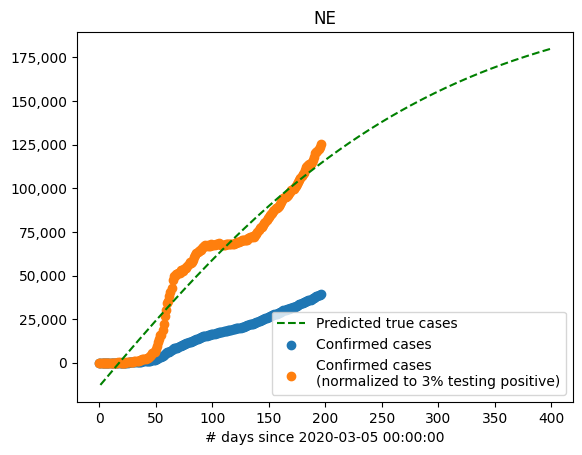 NE
175,000
150,000
125,000
100,000
75,000
50,000
25,000
0
Predicted true cases
Confirmed cases
Confirmed cases
(normalized to 3% testing positive)
0 50 100 150 200 250 300 350 400
# days since 2020-03-05 00:00:00